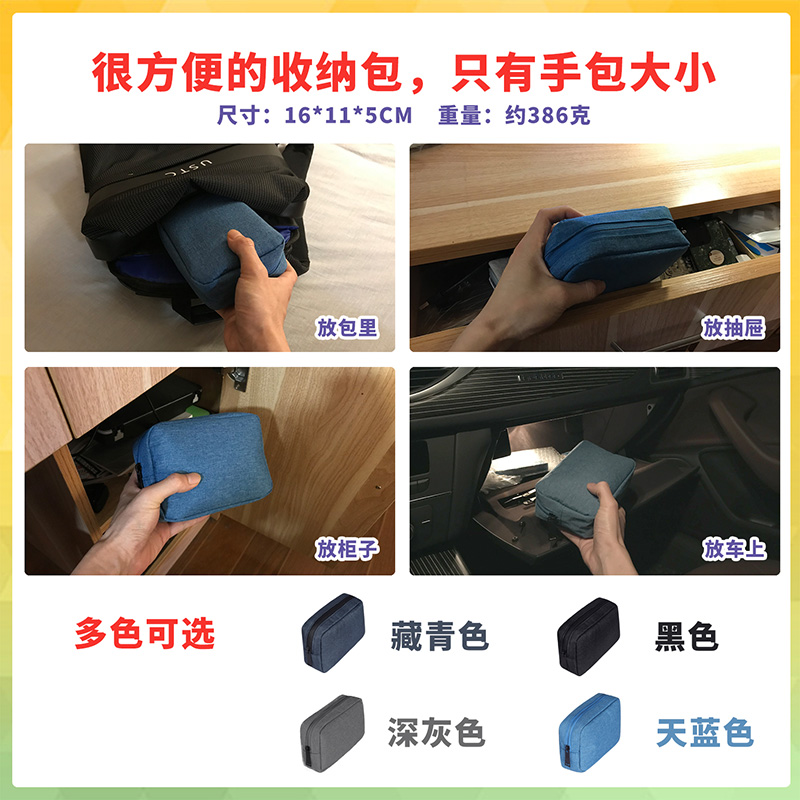 很方便的收纳包，只有手包大小
尺寸：16*11*5CM 重量：约386克
USTC
放包里
放抽屉
放柜子
放车上
多色可选
藏青色
黑色
深灰色
天蓝色